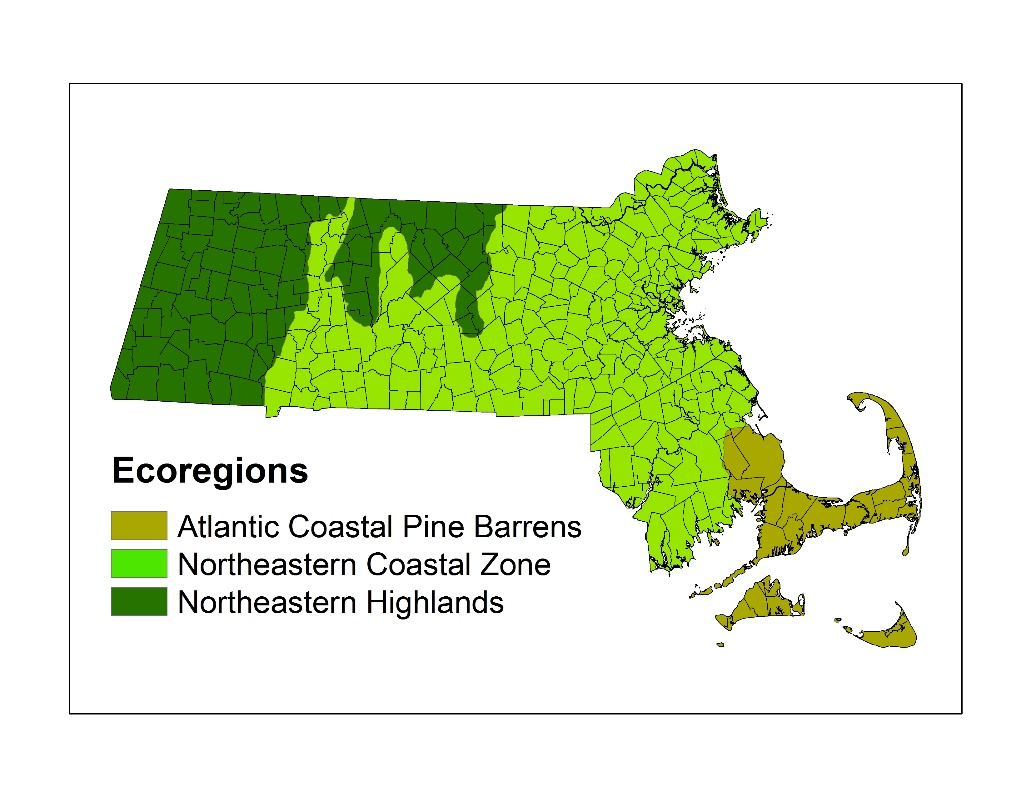 Ecoregions
Atlantic Coastal Pine Barrens
Northeastern Coastal Zone
Northeastern Highlands